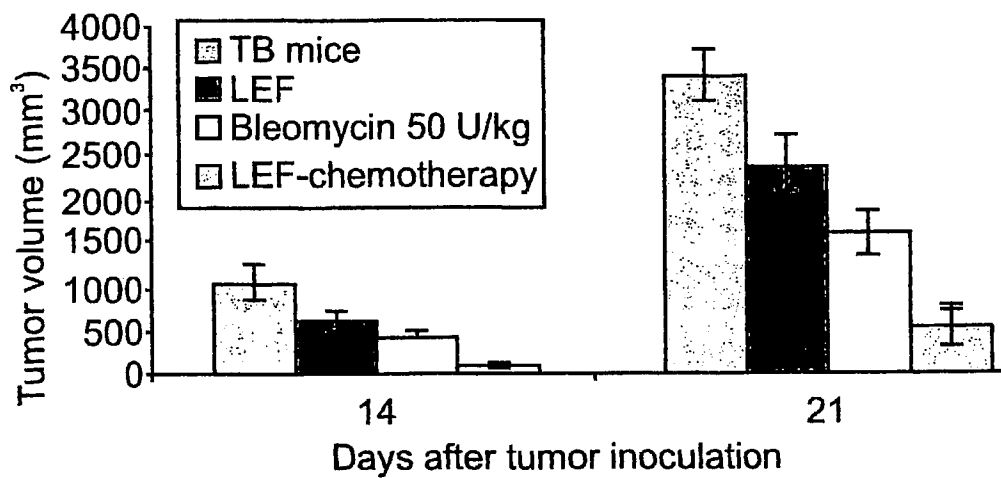 4000
3500
3000
2500
2000
1500
1000
500
0
Tumor volume (mm³)
TB mice
LEF
Bleomycin 50 U/kg
LEF-chemotherapy
14
21
Days after tumor inoculation